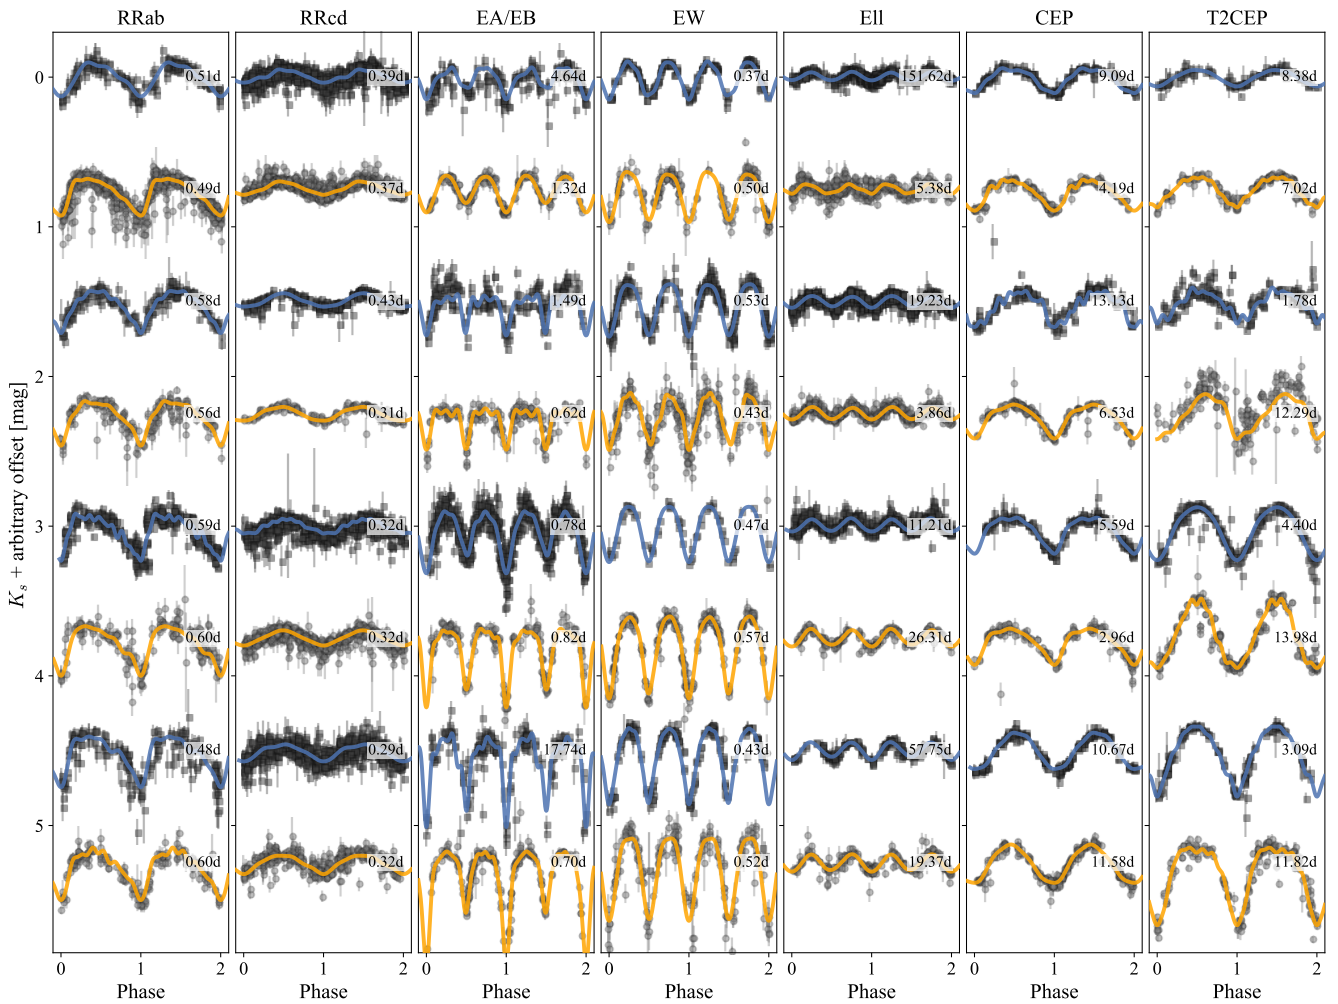 RRab RRcd EA/EB EW Ell CEP T2CEP
0 0.51d 0.39d 4.64d 0.37d 151.62d 9.09d 8.38d
0.49d 0.37d 1.32d 0.50d 5.38d 4.19d 7.02d
1
0.58d 0.43d 1.49d 0.53d 19.23d 13.13d 1.78d
2
0.56d 0.31d 0.62d 0.43d 3.86d 6.53d 12.29d
3 0.59d 0.32d 0.78d 0.47d 11.21d 5.59d 4.40d
0.60d 0.32d 0.82d 0.57d 26.31d 2.96d 13.98d
4
0.48d 0.29d 17.74d 0.43d 57.75d 10.67d 3.09d
5
0.60d 0.32d 0.70d 0.52d 19.37d 11.58d 11.82d
K_s + arbitrary offset [mag]
0 1 2 0 1 2 0 1 2 0 1 2 0 1 2 0 1 2 0 1 2
Phase Phase Phase Phase Phase Phase Phase